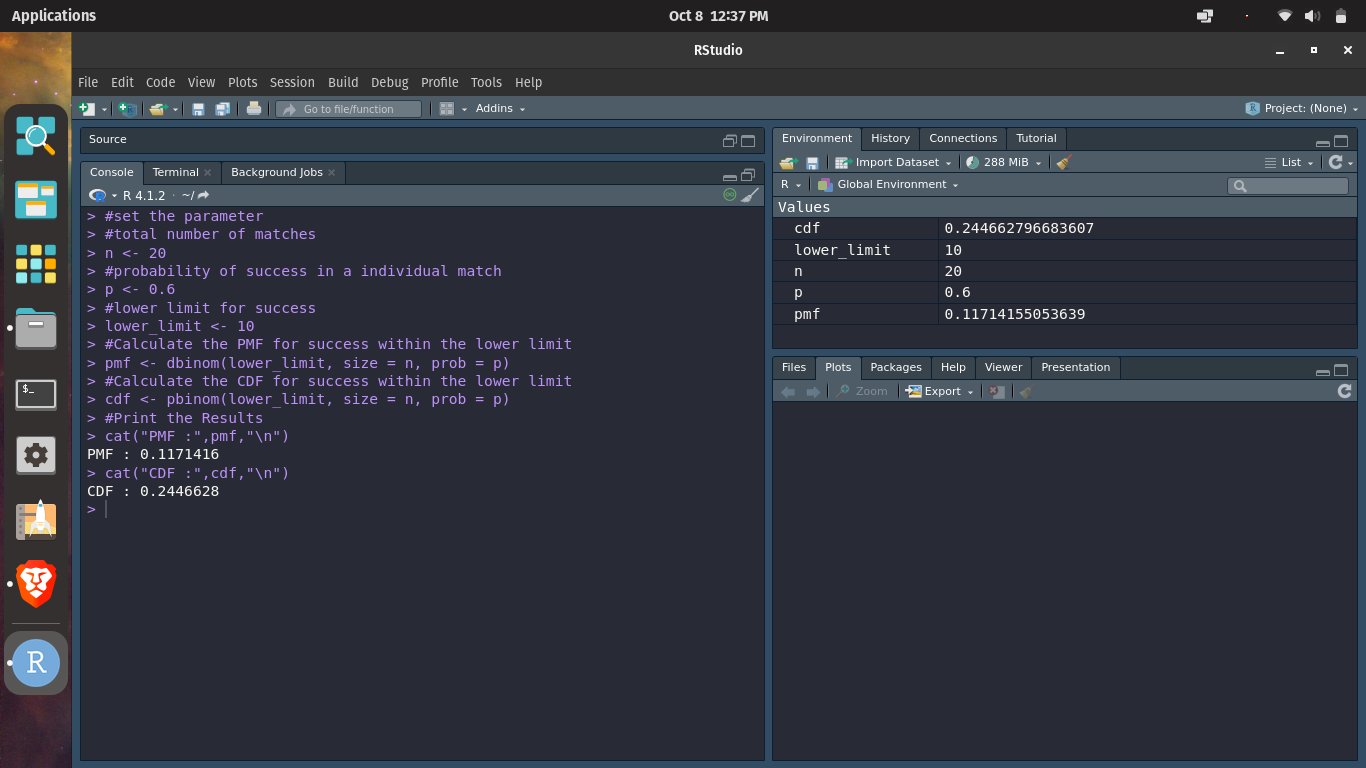 Applications
Oct 8 12:37 PM
RStudio
File Edit Code View Plots Session Build Debug Profile Tools Help
Go to file/function
Addins
Project: (None)
Source
Console Terminal Background Jobs
R 4.1.2 · ~/
> #set the parameter
> #total number of matches
> n <- 20
> #probability of success in a individual match
> p <- 0.6
> #lower limit for success
> lower_limit <- 10
> #Calculate the PMF for success within the lower limit
> pmf <- dbinom(lower_limit, size = n, prob = p)
> #Calculate the CDF for success within the lower limit
> cdf <- pbinom(lower_limit, size = n, prob = p)
> #Print the Results
> cat("PMF :",pmf,"\n")
PMF : 0.1171416
> cat("CDF :",cdf,"\n")
CDF : 0.2446628
>
Environment History Connections Tutorial
Import Dataset 288 MiB List
R Global Environment
Values
cdf 0.244662796683607
lower_limit 10
n 20
p 0.6
pmf 0.11714155053639
Files Plots Packages Help Viewer Presentation
Zoom Export
$_
R